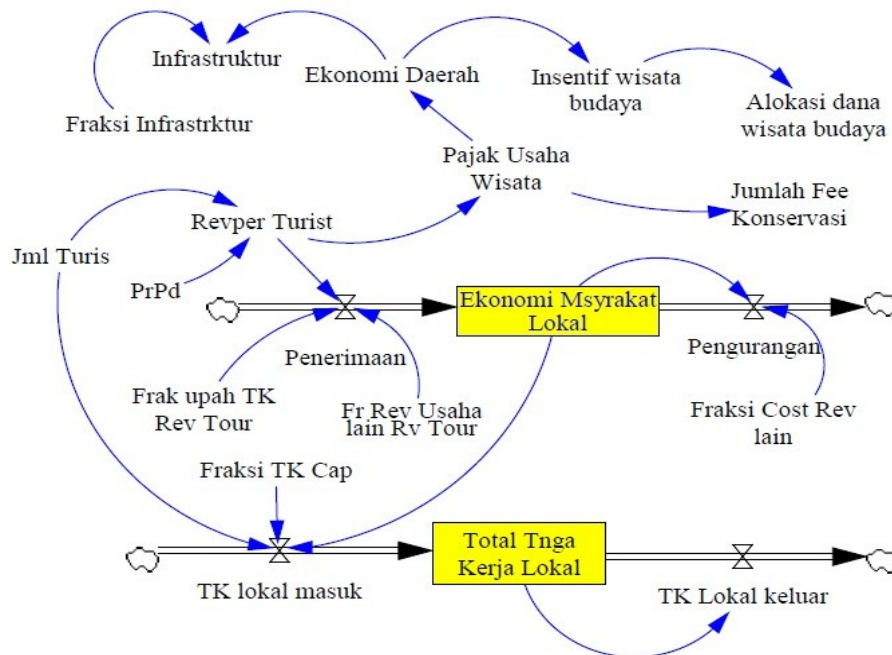 Infrastruktur
Ekonomi Daerah
Insentif wisata
budaya
Alokasi dana
wisata budaya
Fraksi Infrastrktur
Pajak Usaha
Wisata
Jumlah Fee
Konservasi
Revper Turist
Jml Turis
PrPd
Ekonomi Msyrakat
Lokal
Penerimaan
Pengurangan
Frak upah TK
Rev Tour
Fr Rev Usaha
lain Rv Tour
Fraksi Cost Rev
lain
Fraksi TK Cap
Total Tnga
Kerja Lokal
TK lokal masuk
TK Lokal keluar